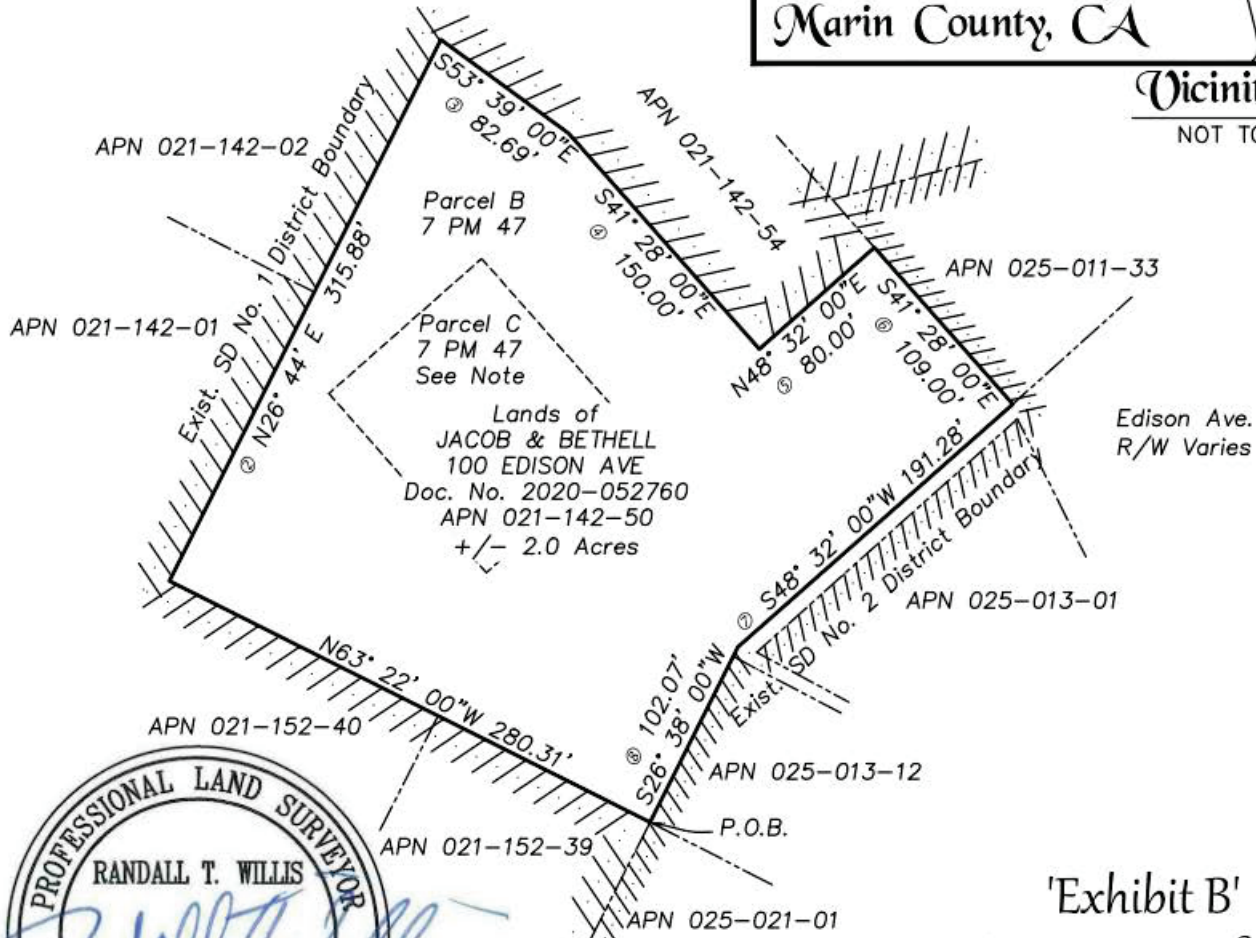 Marin County, CA
NOT TO
APN 021-142-02
Exist. SD No. 1 District Boundary
S53° 39' 00"E
③ 82.69'
APN 021-142-54
Parcel B
7 PM 47
S41° 28' 00"E
④ 150.00'
APN 021-142-01
② N26° 44' E 315.88'
Parcel C
7 PM 47
See Note
N48° 32' 00"E
⑤ 80.00'
S41° 28' 00"E
⑥ 109.00'
APN 025-011-33
Lands of
JACOB & BETHELL
100 EDISON AVE
Doc. No. 2020-052760
APN 021-142-50
+/- 2.0 Acres
Edison Ave.
R/W Varies
⑦ S48° 32' 00"W 191.28'
Exist. SD No. 2 District Boundary
APN 025-013-01
N63° 22' 00"W 280.31'
⑧ 102.07'
S26° 38' 00"W
APN 021-152-40
APN 025-013-12
P.O.B.
APN 021-152-39
APN 025-021-01
PROFESSIONAL LAND SURVEYOR
RANDALL T. WILLIS
'Exhibit B'